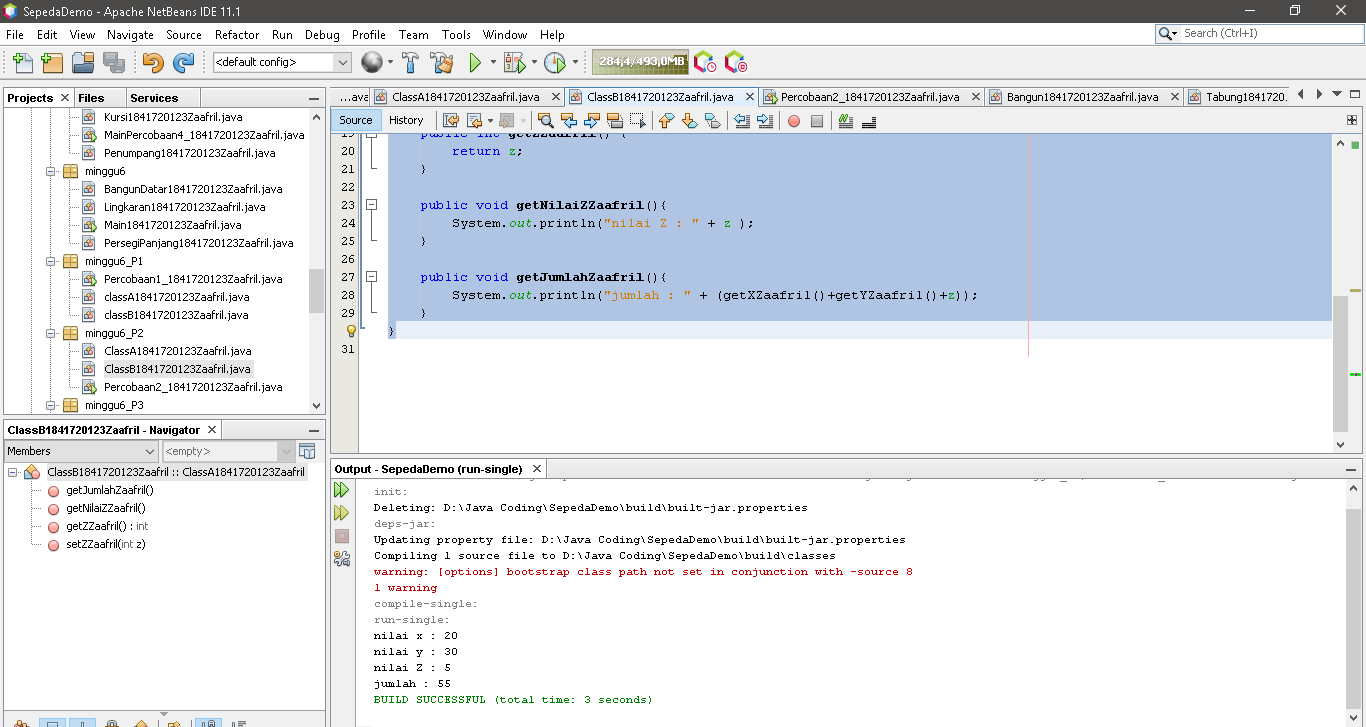 SepedaDemo - Apache NetBeans IDE 11.1
File Edit View Navigate Source Refactor Run Debug Profile Team Tools Window Help
Search (Ctrl+I)
<default config>
284,4/493,0MB
Projects Files Services
Kursi1841720123Zaafril.java
MainPercobaan4_1841720123Zaafril.java
Penumpang1841720123Zaafril.java
minggu6
BangunDatar1841720123Zaafril.java
Lingkaran1841720123Zaafril.java
Main1841720123Zaafril.java
PersegiPanjang1841720123Zaafril.java
minggu6_P1
Percobaan1_1841720123Zaafril.java
classA1841720123Zaafril.java
classB1841720123Zaafril.java
minggu6_P2
ClassA1841720123Zaafril.java
ClassB1841720123Zaafril.java
Percobaan2_1841720123Zaafril.java
minggu6_P3
ClassB1841720123Zaafril - Navigator
Members <empty>
ClassB1841720123Zaafril :: ClassA1841720123Zaafril
getJumlahZaafril()
getNilaiZZaafril()
getZZaafril() : int
setZZaafril(int z)
...ava ClassA1841720123Zaafril.java ClassB1841720123Zaafril.java Percobaan2_1841720123Zaafril.java Bangun1841720123Zaafril.java Tabung1841720.
Source History
19 public int getZZaafril() {
20 return z;
21 }
22
23 public void getNilaiZZaafril(){
24 System.out.println("nilai Z : " + z );
25 }
26
27 public void getJumlahZaafril(){
28 System.out.println("jumlah : " + (getXZaafril()+getYZaafril()+z));
29 }
}
31
Output - SepedaDemo (run-single)
init:
Deleting: D:\Java Coding\SepedaDemo\build\built-jar.properties
deps-jar:
Updating property file: D:\Java Coding\SepedaDemo\build\built-jar.properties
Compiling 1 source file to D:\Java Coding\SepedaDemo\build\classes
warning: [options] bootstrap class path not set in conjunction with -source 8
1 warning
compile-single:
run-single:
nilai x : 20
nilai y : 30
nilai Z : 5
jumlah : 55
BUILD SUCCESSFUL (total time: 3 seconds)